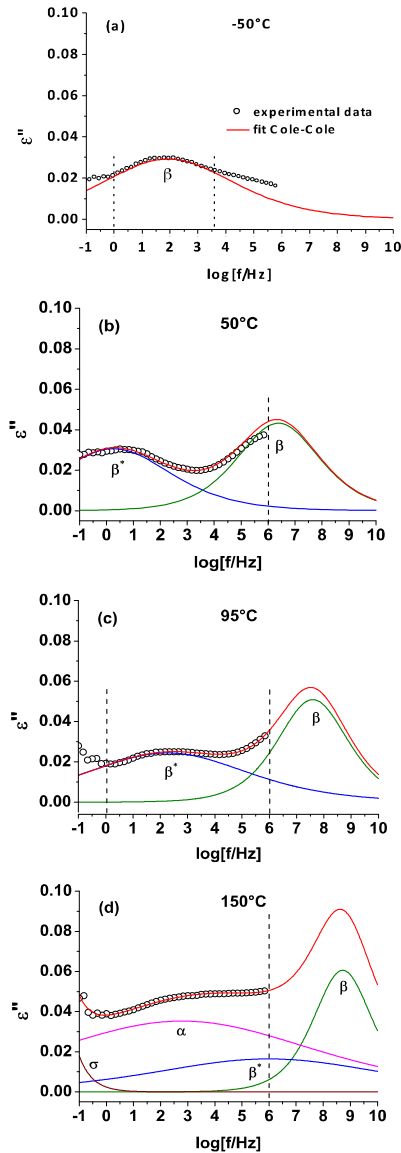 (a) -50°C
0.10
0.08
0.06
0.04
0.02
0.00
ε"
experimental data
fit Cole-Cole
β
-1 0 1 2 3 4 5 6 7 8 9 10
log[f/Hz]
(b) 50°C
0.10
0.08
0.06
0.04
0.02
0.00
ε"
β*
β
-1 0 1 2 3 4 5 6 7 8 9 10
log[f/Hz]
(c) 95°C
0.10
0.08
0.06
0.04
0.02
0.00
ε"
β*
β
-1 0 1 2 3 4 5 6 7 8 9 10
log[f/Hz]
(d) 150°C
0.10
0.08
0.06
0.04
0.02
0.00
ε"
σ
α
β*
β
-1 0 1 2 3 4 5 6 7 8 9 10
log[f/Hz]